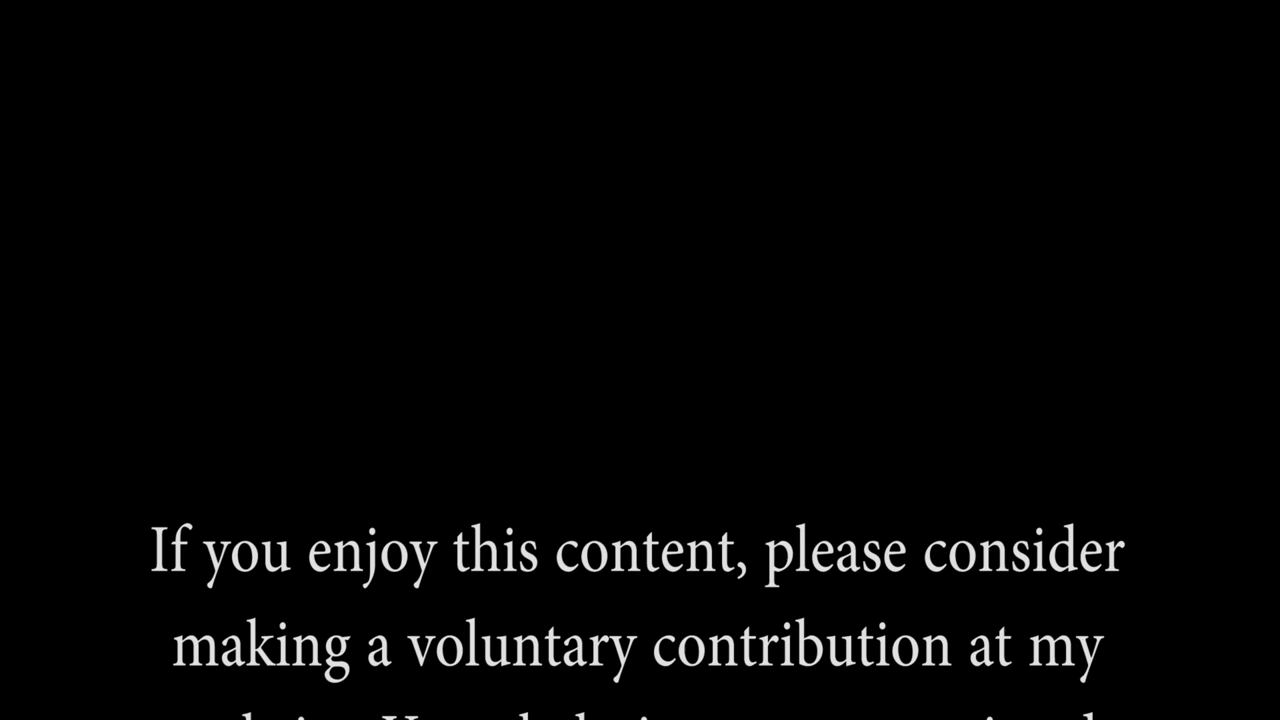 If you enjoy this content, please consider
making a voluntary contribution at my